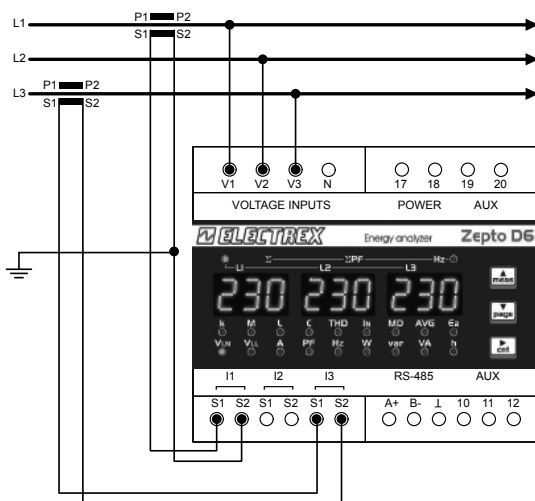 P1 P2
L1
S1 S2
L2
P1 P2
L3
S1 S2
V1 V2 V3 N 17 18 19 20
VOLTAGE INPUTS POWER AUX
ELECTREX Energy analyzer Zepto D6
Σ ΣPF Hz
L1 L2 L3
230 230 230
meas
k M L C THD IN MD AVG Ea
page
VLN VLL A PF Hz W var VA h
cnt
I1 I2 I3 RS-485 AUX
S1 S2 S1 S2 S1 S2 A+ B- ⊥ 10 11 12